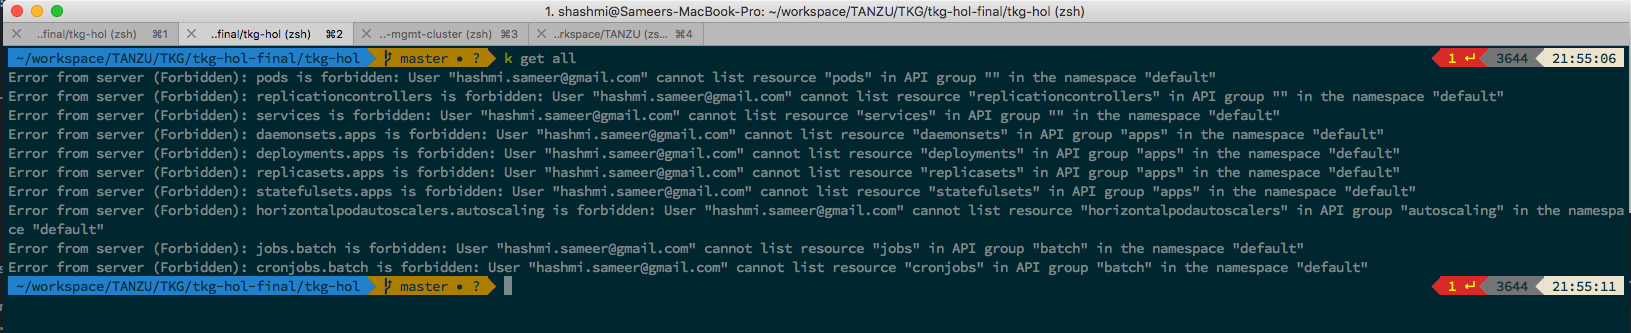 1. shashmi@Sameers-MacBook-Pro: ~/workspace/TANZU/TKG/tkg-hol-final/tkg-hol (zsh)
..final/tkg-hol (zsh) ⌘1 ..final/tkg-hol (zsh) ⌘2 ..-mgmt-cluster (zsh) ⌘3 ..rkspace/TANZU (zs... ⌘4
~/workspace/TANZU/TKG/tkg-hol-final/tkg-hol master • ? k get all 1 ↵ 3644 21:55:06
Error from server (Forbidden): pods is forbidden: User "hashmi.sameer@gmail.com" cannot list resource "pods" in API group "" in the namespace "default"
Error from server (Forbidden): replicationcontrollers is forbidden: User "hashmi.sameer@gmail.com" cannot list resource "replicationcontrollers" in API group "" in the namespace "default"
Error from server (Forbidden): services is forbidden: User "hashmi.sameer@gmail.com" cannot list resource "services" in API group "" in the namespace "default"
Error from server (Forbidden): daemonsets.apps is forbidden: User "hashmi.sameer@gmail.com" cannot list resource "daemonsets" in API group "apps" in the namespace "default"
Error from server (Forbidden): deployments.apps is forbidden: User "hashmi.sameer@gmail.com" cannot list resource "deployments" in API group "apps" in the namespace "default"
Error from server (Forbidden): replicasets.apps is forbidden: User "hashmi.sameer@gmail.com" cannot list resource "replicasets" in API group "apps" in the namespace "default"
Error from server (Forbidden): statefulsets.apps is forbidden: User "hashmi.sameer@gmail.com" cannot list resource "statefulsets" in API group "apps" in the namespace "default"
Error from server (Forbidden): horizontalpodautoscalers.autoscaling is forbidden: User "hashmi.sameer@gmail.com" cannot list resource "horizontalpodautoscalers" in API group "autoscaling" in the namespa
ce "default"
Error from server (Forbidden): jobs.batch is forbidden: User "hashmi.sameer@gmail.com" cannot list resource "jobs" in API group "batch" in the namespace "default"
Error from server (Forbidden): cronjobs.batch is forbidden: User "hashmi.sameer@gmail.com" cannot list resource "cronjobs" in API group "batch" in the namespace "default"
~/workspace/TANZU/TKG/tkg-hol-final/tkg-hol master • ? 1 ↵ 3644 21:55:11